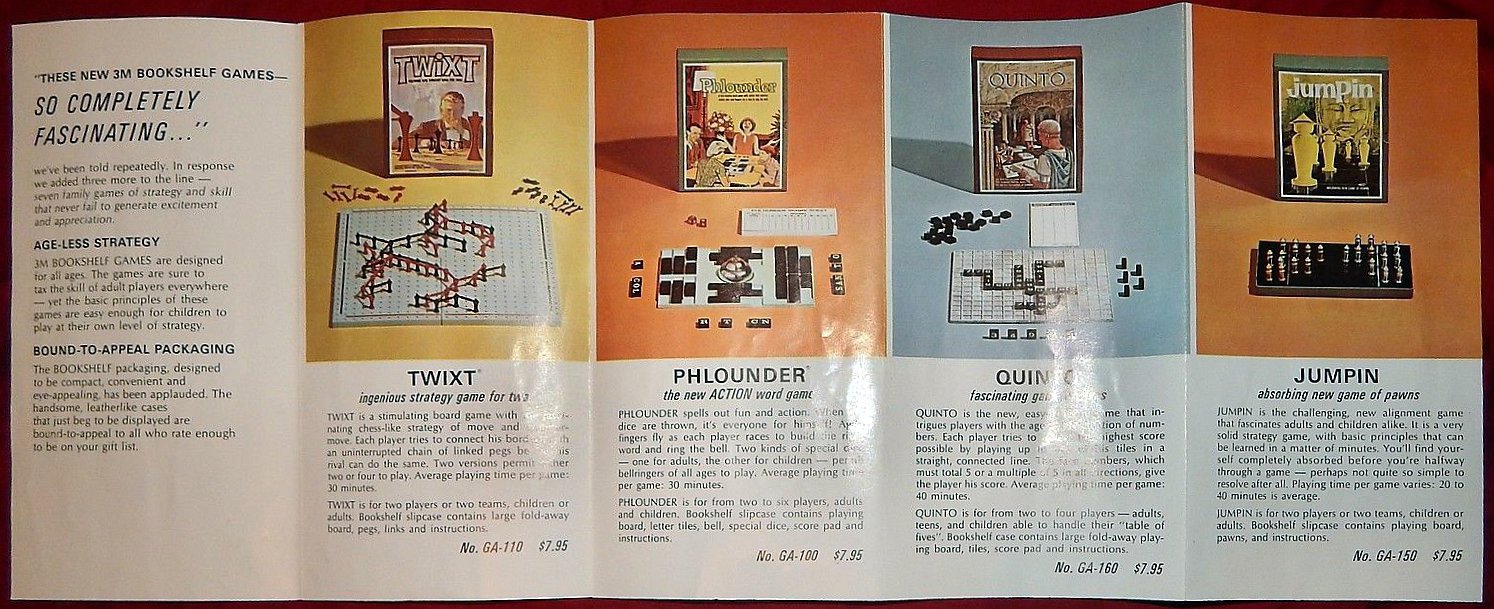 "THESE NEW 3M BOOKSHELF GAMES—
SO COMPLETELY
FASCINATING..."
we've been told repeatedly. In response
we added three more to the line —
seven family games of strategy and skill
that never fail to generate excitement
and appreciation.
AGE-LESS STRATEGY
3M BOOKSHELF GAMES are designed
for all ages. The games are sure to
tax the skill of adult players everywhere
— yet the basic principles of these
games are easy enough for children to
play at their own level of strategy.
BOUND-TO-APPEAL PACKAGING
The BOOKSHELF packaging, designed
to be compact, convenient and
eye-appealing, has been applauded. The
handsome, leatherlike cases
that just beg to be displayed are
bound-to-appeal to all who rate enough
to be on your gift list.
TWiXT
TWIXT®
ingenious strategy game for two
TWIXT is a stimulating board game with
nating chess-like strategy of move and
move. Each player tries to connect his
an uninterrupted chain of linked pegs
rival can do the same. Two versions permit
two or four to play. Average playing time per game:
30 minutes.
TWIXT is for two players or two teams, children or
adults. Bookshelf slipcase contains large fold-away
board, pegs, links and instructions.
No. GA-110 $7.95
Phlounder
COL
R T CN
PHLOUNDER®
the new ACTION word game
PHLOUNDER spells out fun and action. When
dice are thrown, it's everyone for himself!
fingers fly as each player races to build
word and ring the bell. Two kinds of special
— one for adults, the other for children —
bellringers of all ages to play. Average playing time
per game: 30 minutes.
PHLOUNDER is for from two to six players, adults
and children. Bookshelf slipcase contains playing
board, letter tiles, bell, special dice, score pad and
instructions.
No. GA-100 $7.95
QUINTO
QUINTO
fascinating
QUINTO is the new, easy game that in-
trigues players with the of num-
bers. Each player tries to highest score
possible by playing up tiles in a
straight, connected line. The numbers, which
must total 5 or a multiple of 5 in all directions, give
the player his score. Average playing time per game:
40 minutes.
QUINTO is for from two to four players — adults,
teens, and children able to handle their "table of
fives". Bookshelf case contains large fold-away play-
ing board, tiles, score pad and instructions.
No. GA-160 $7.95
jumpin
JUMPIN
absorbing new game of pawns
JUMPIN is the challenging, new alignment game
that fascinates adults and children alike. It is a very
solid strategy game, with basic principles that can
be learned in a matter of minutes. You'll find your-
self completely absorbed before you're halfway
through a game — perhaps not quite so simple to
resolve after all. Playing time per game varies: 20 to
40 minutes is average.
JUMPIN is for two players or two teams, children or
adults. Bookshelf slipcase contains playing board,
pawns, and instructions.
No. GA-150 $7.95